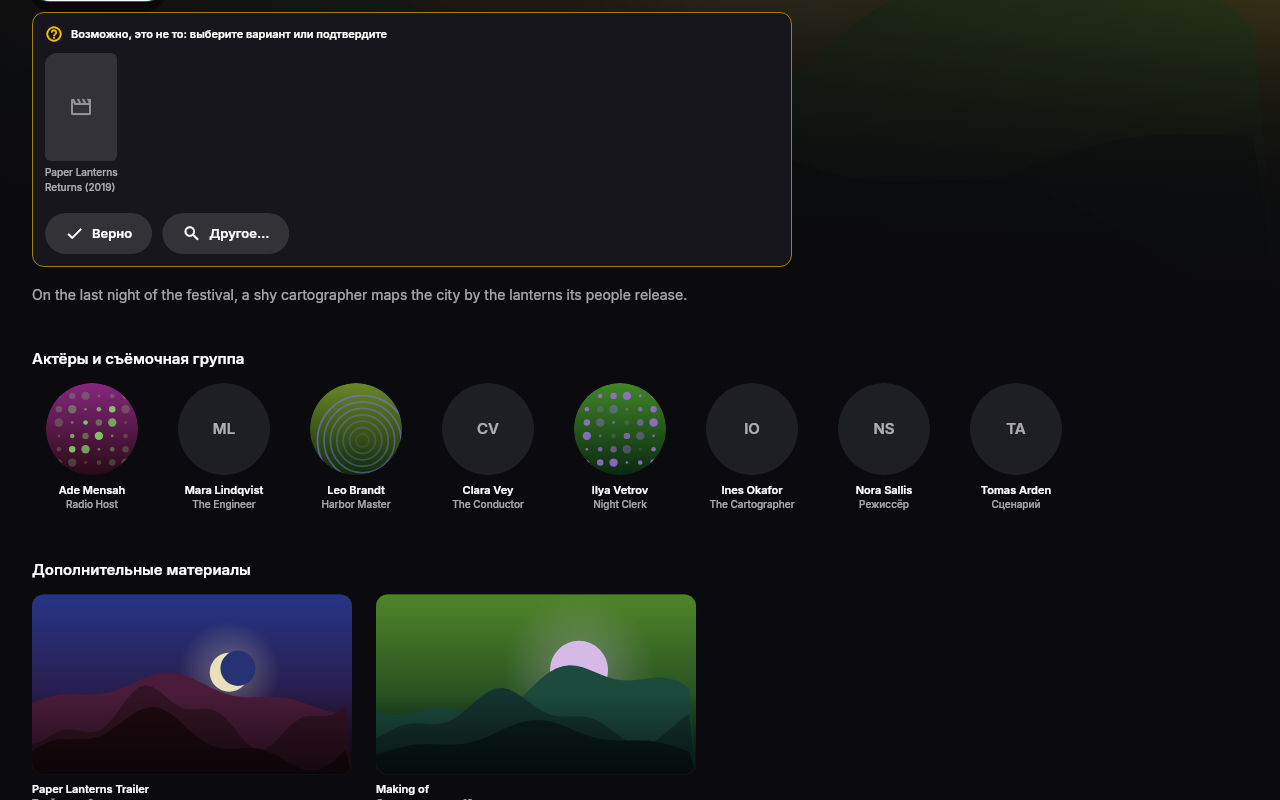 Возможно, это не то: выберите вариант или подтвердите
Paper Lanterns
Returns (2019)
Верно
Другое...
On the last night of the festival, a shy cartographer maps the city by the lanterns its people release.
Актёры и съёмочная группа
ML
CV
IO
NS
TA
Ade Mensah
Mara Lindqvist
Leo Brandt
Clara Vey
Ilya Vetrov
Ines Okafor
Nora Sallis
Tomas Arden
Radio Host
The Engineer
Harbor Master
The Conductor
Night Clerk
The Cartographer
Режиссёр
Сценарий
Дополнительные материалы
Paper Lanterns Trailer
Making of